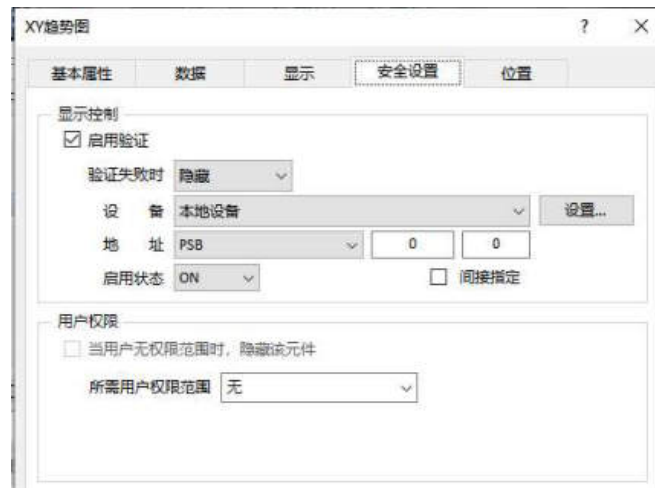 XY趋势图 ?
基本属性 数据 显示 安全设置 位置
显示控制
启用验证
验证失败时 隐藏
设 备 本地设备 设置...
地 址 PSB 0 0
启用状态 ON 间接指定
用户权限
当用户无权限范围时，隐藏该元件
所需用户权限范围 无